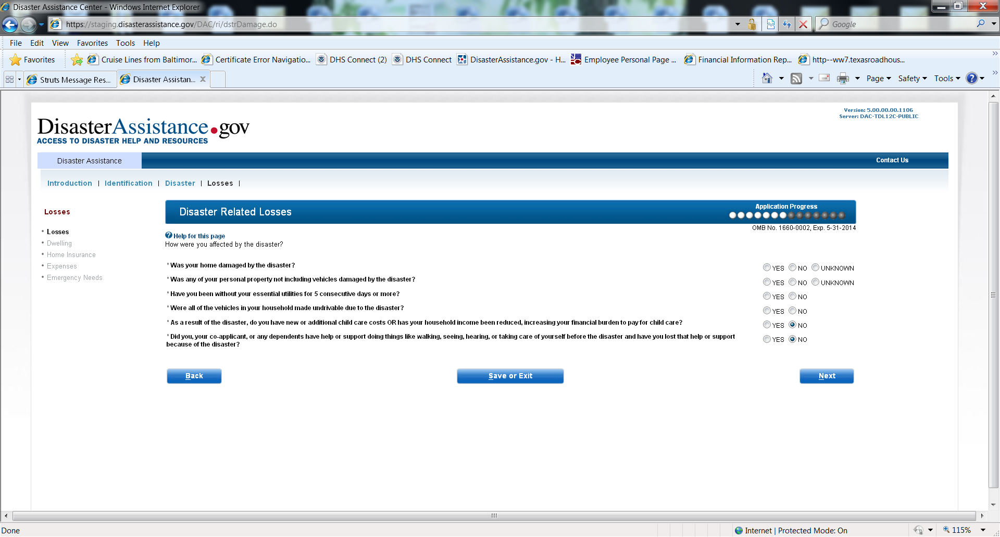 Disaster Assistance Center - Windows Internet Explorer
https://staging.disasterassistance.gov/DAC/ri/dstrDamage.do
Google
File Edit View Favorites Tools Help
Favorites Cruise Lines from Baltimor... Certificate Error Navigatio... DHS Connect (2) DHS Connect DisasterAssistance.gov - H... Employee Personal Page ... Financial Information Rep... http--ww7.texasroadhous...
Struts Message Res... Disaster Assistan... Page Safety Tools
Version: 5.00.00.00.1106
Server: DAC-TDL12C-PUBLIC
DisasterAssistance.gov
ACCESS TO DISASTER HELP AND RESOURCES
Disaster Assistance Contact Us
Introduction | Identification | Disaster | Losses |
Losses
• Losses
• Dwelling
• Home Insurance
• Expenses
• Emergency Needs
Disaster Related Losses
Application Progress
OMB No. 1660-0002, Exp. 5-31-2014
Help for this page
How were you affected by the disaster?
* Was your home damaged by the disaster? YES NO UNKNOWN
* Was any of your personal property not including vehicles damaged by the disaster? YES NO UNKNOWN
* Have you been without your essential utilities for 5 consecutive days or more? YES NO
* Were all of the vehicles in your household made undrivable due to the disaster? YES NO
* As a result of the disaster, do you have new or additional child care costs OR has your household income been reduced, increasing your financial burden to pay for child care? YES NO
* Did you, your co-applicant, or any dependents have help or support doing things like walking, seeing, hearing, or taking care of yourself before the disaster and have you lost that help or support YES NO
because of the disaster?
Back Save or Exit Next
Done Internet | Protected Mode: On 115%